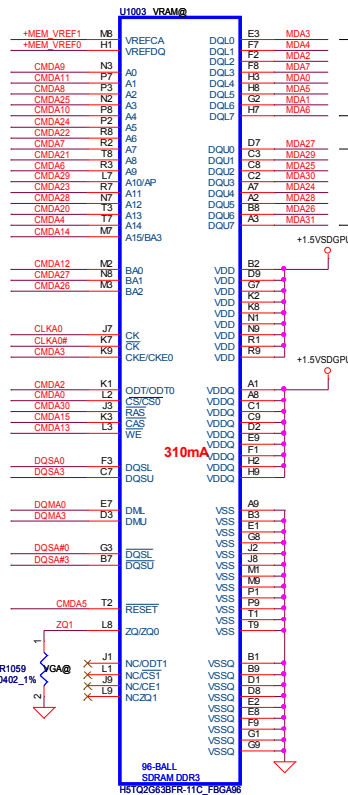 U1003 VRAM@
+MEM_VREF1 M8 VREFCA
+MEM_VREF0 H1 VREFDQ
CMDA9 N3 A0
CMDA11 P7 A1
CMDA8 P3 A2
CMDA25 N2 A3
CMDA10 P8 A4
CMDA24 P2 A5
CMDA22 R8 A6
CMDA7 R2 A7
CMDA21 T8 A8
CMDA6 R3 A9
CMDA29 L7 A10/AP
CMDA23 R7 A11
CMDA28 N7 A12
CMDA20 T3 A13
CMDA4 T7 A14
CMDA14 M7 A15/BA3
CMDA12 M2 BA0
CMDA27 N8 BA1
CMDA26 M3 BA2
CLKA0 J7 CK
CLKA0# K7 CK
CMDA3 K9 CKE/CKE0
CMDA2 K1 ODT/ODT0
CMDA0 L2 CS/CS0
CMDA30 J3 RAS
CMDA15 K3 CAS
CMDA13 L3 WE
DQSA0 F3 DQSL
DQSA3 C7 DQSU
DQMA0 E7 DML
DQMA3 D3 DMU
DQSA#0 G3 DQSL
DQSA#3 B7 DQSU
CMDA5 T2 RESET
ZQ1 L8 ZQ/ZQ0
J1 NC/ODT1
L1 NC/CS1
J9 NC/CE1
L9 NCZQ1
1
R1059 VGA@
0402_1%
2
DQL0 E3 MDA3
DQL1 F7 MDA4
DQL2 F2 MDA2
DQL3 F8 MDA7
DQL4 H3 MDA0
DQL5 H8 MDA5
DQL6 G2 MDA1
DQL7 H7 MDA6
DQU0 D7 MDA27
DQU1 C3 MDA29
DQU2 C8 MDA25
DQU3 C2 MDA30
DQU4 A7 MDA24
DQU5 A2 MDA28
DQU6 B8 MDA26
DQU7 A3 MDA31
+1.5VSDGPU
VDD B2
VDD D9
VDD G7
VDD K2
VDD K8
VDD N1
VDD N9
VDD R1
VDD R9
+1.5VSDGPU
VDDQ A1
VDDQ A8
VDDQ C1
VDDQ C9
VDDQ D2
VDDQ E9
VDDQ F1
VDDQ H2
VDDQ H9
310mA
VSS A9
VSS B3
VSS E1
VSS G8
VSS J2
VSS J8
VSS M1
VSS M9
VSS P1
VSS P9
VSS T1
VSS T9
VSSQ B1
VSSQ B9
VSSQ D1
VSSQ D8
VSSQ E2
VSSQ E8
VSSQ F9
VSSQ G1
VSSQ G9
96-BALL
SDRAM DDR3
H5TQ2G63BFR-11C_FBGA96